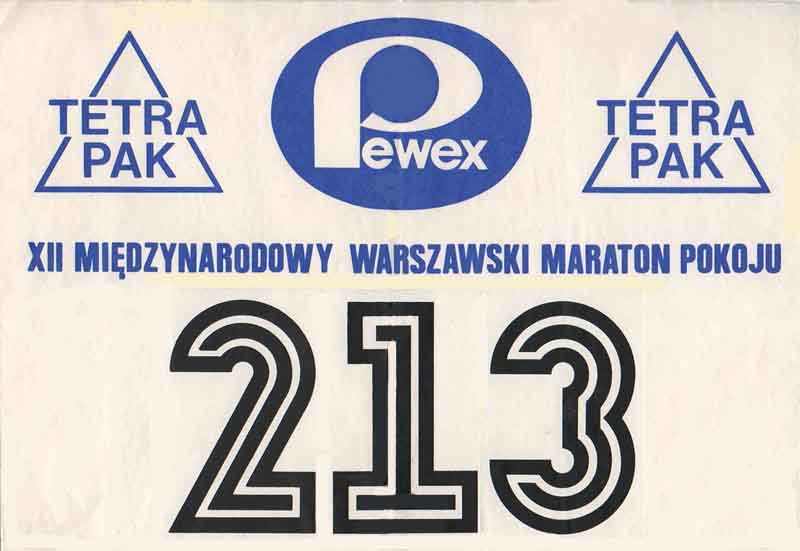 TETRA PAK
Pewex
TETRA PAK
XII MIĘDZYNARODOWY WARSZAWSKI MARATON POKOJU
213